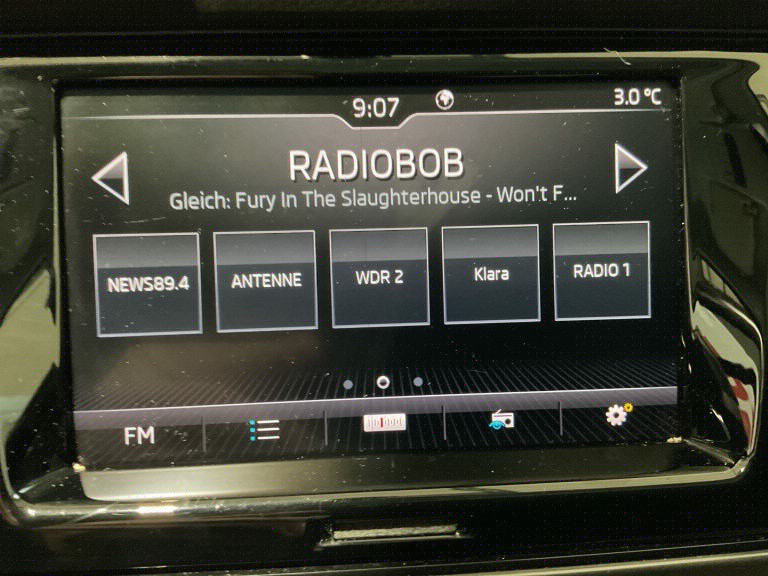 9:07
3.0 °C
RADIOBOB
Gleich: Fury In The Slaughterhouse - Won't F...
NEWS89.4
ANTENNE
WDR 2
Klara
RADIO 1
FM